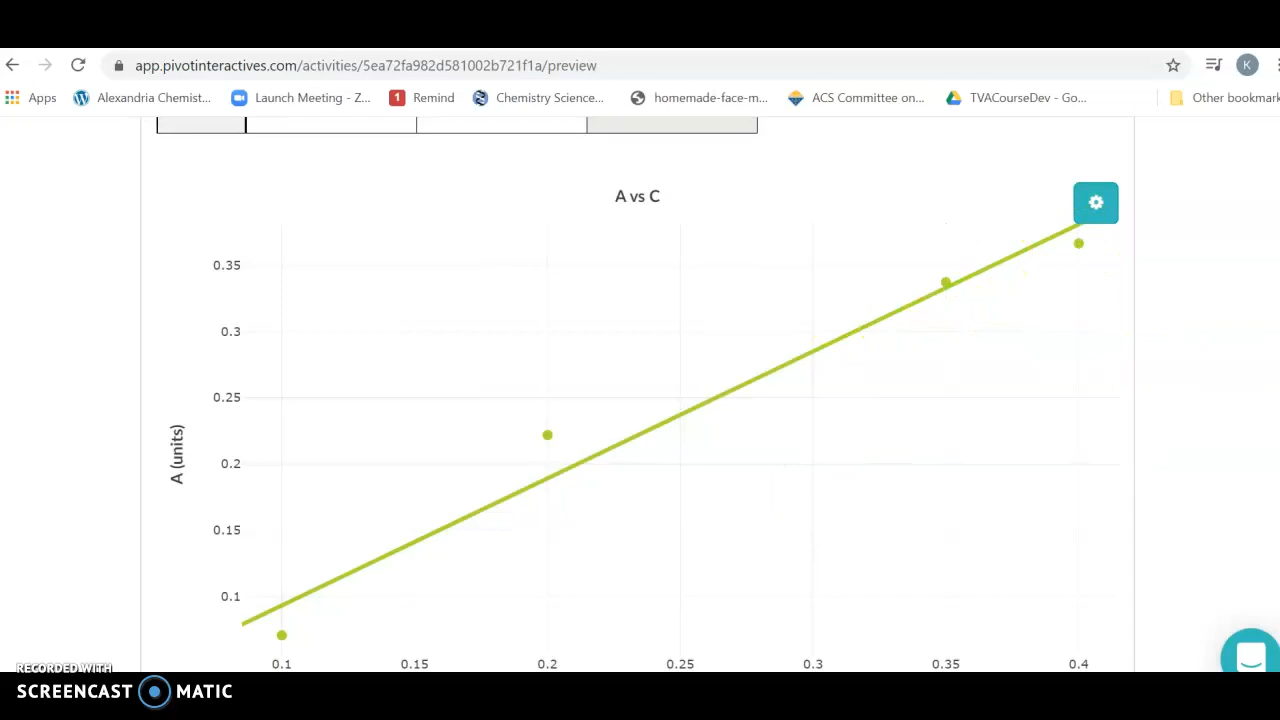 app.pivotinteractives.com/activities/5ea72fa982d581002b721f1a/preview
K
Apps Alexandria Chemist... Launch Meeting - Z... 1 Remind Chemistry Science... homemade-face-m... ACS Committee on... TVACourseDev - Go... Other bookmark
A vs C
0.35
0.3
0.25
0.2
0.15
0.1
A (units)
0.1 0.15 0.2 0.25 0.3 0.35 0.4
RECORDED WITH
SCREENCAST MATIC